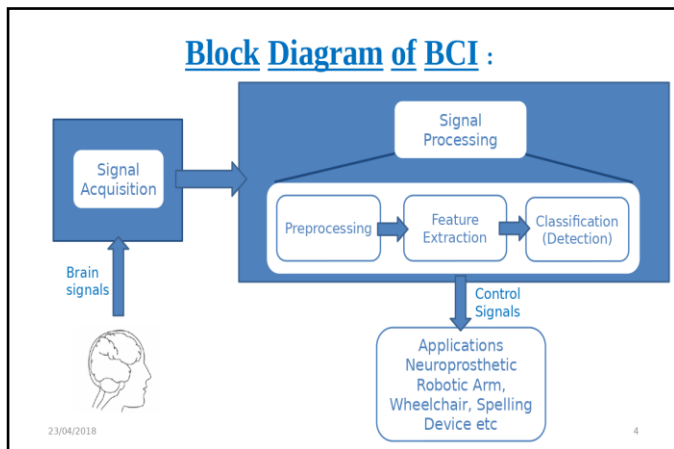 Block Diagram of BCI :
Signal
Processing
Signal
Acquisition
Preprocessing
Feature
Extraction
Classification
(Detection)
Brain
signals
Control
Signals
Applications
Neuroprosthetic
Robotic Arm,
Wheelchair, Spelling
Device etc
23/04/2018
4